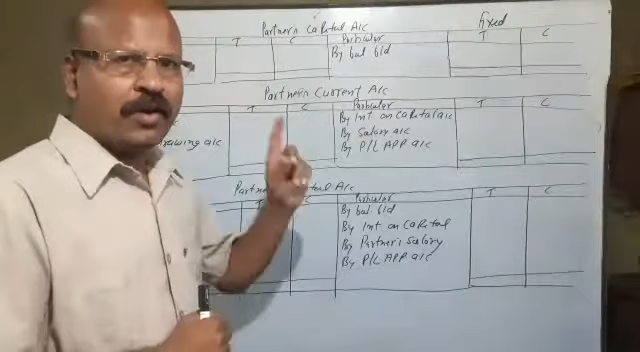 Partner's Capital A/c
fixed
T C Particular T C
By bal b/d
Partner's Current A/c
T C Particular T C
By Int on Capital a/c
By Salary a/c
drawing a/c
By P/L APP a/c
Partner's A/c
T C Particular T C
By bal b/d
By Int on Capital
By Partner's Salary
By P/L APP a/c